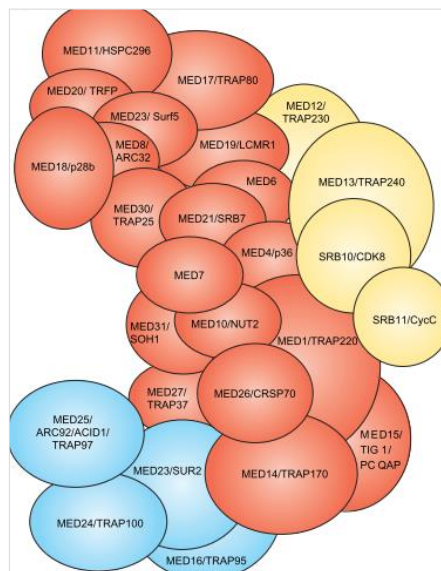 MED11/HSPC296
MED17/TRAP80
MED20/ TRFP
MED23/ Surf5
MED12/
TRAP230
MED8/
ARC32
MED19/LCMR1
MED18/p28b
MED6
MED13/TRAP240
MED30/
TRAP25
MED21/SRB7
MED4/p36
SRB10/CDK8
MED7
SRB11/CycC
MED31/
SOH1
MED10/NUT2
MED1/TRAP220
MED27/
TRAP37
MED26/CRSP70
MED25/
ARC92/ACID1/
TRAP97
MED15/
TIG 1/
PC QAP
MED23/SUR2
MED14/TRAP170
MED24/TRAP100
MED16/TRAP95